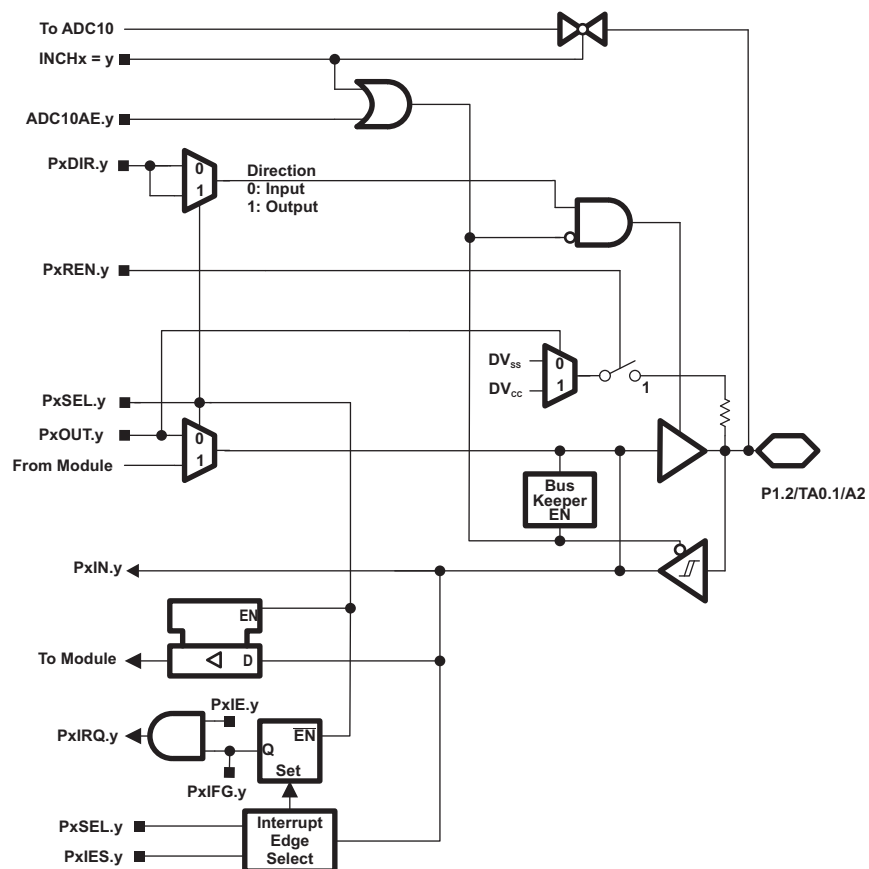 To ADC10
INCHx = y
ADC10AE.y
PxDIR.y
0
1
Direction
0: Input
1: Output
PxREN.y
DVSS
0
DVCC
1
1
PxSEL.y
PxOUT.y
0
From Module
1
Bus
Keeper
EN
P1.2/TA0.1/A2
PxIN.y
EN
To Module
D
PxIE.y
PxIRQ.y
EN
Q
Set
PxIFG.y
PxSEL.y
PxIES.y
Interrupt
Edge
Select